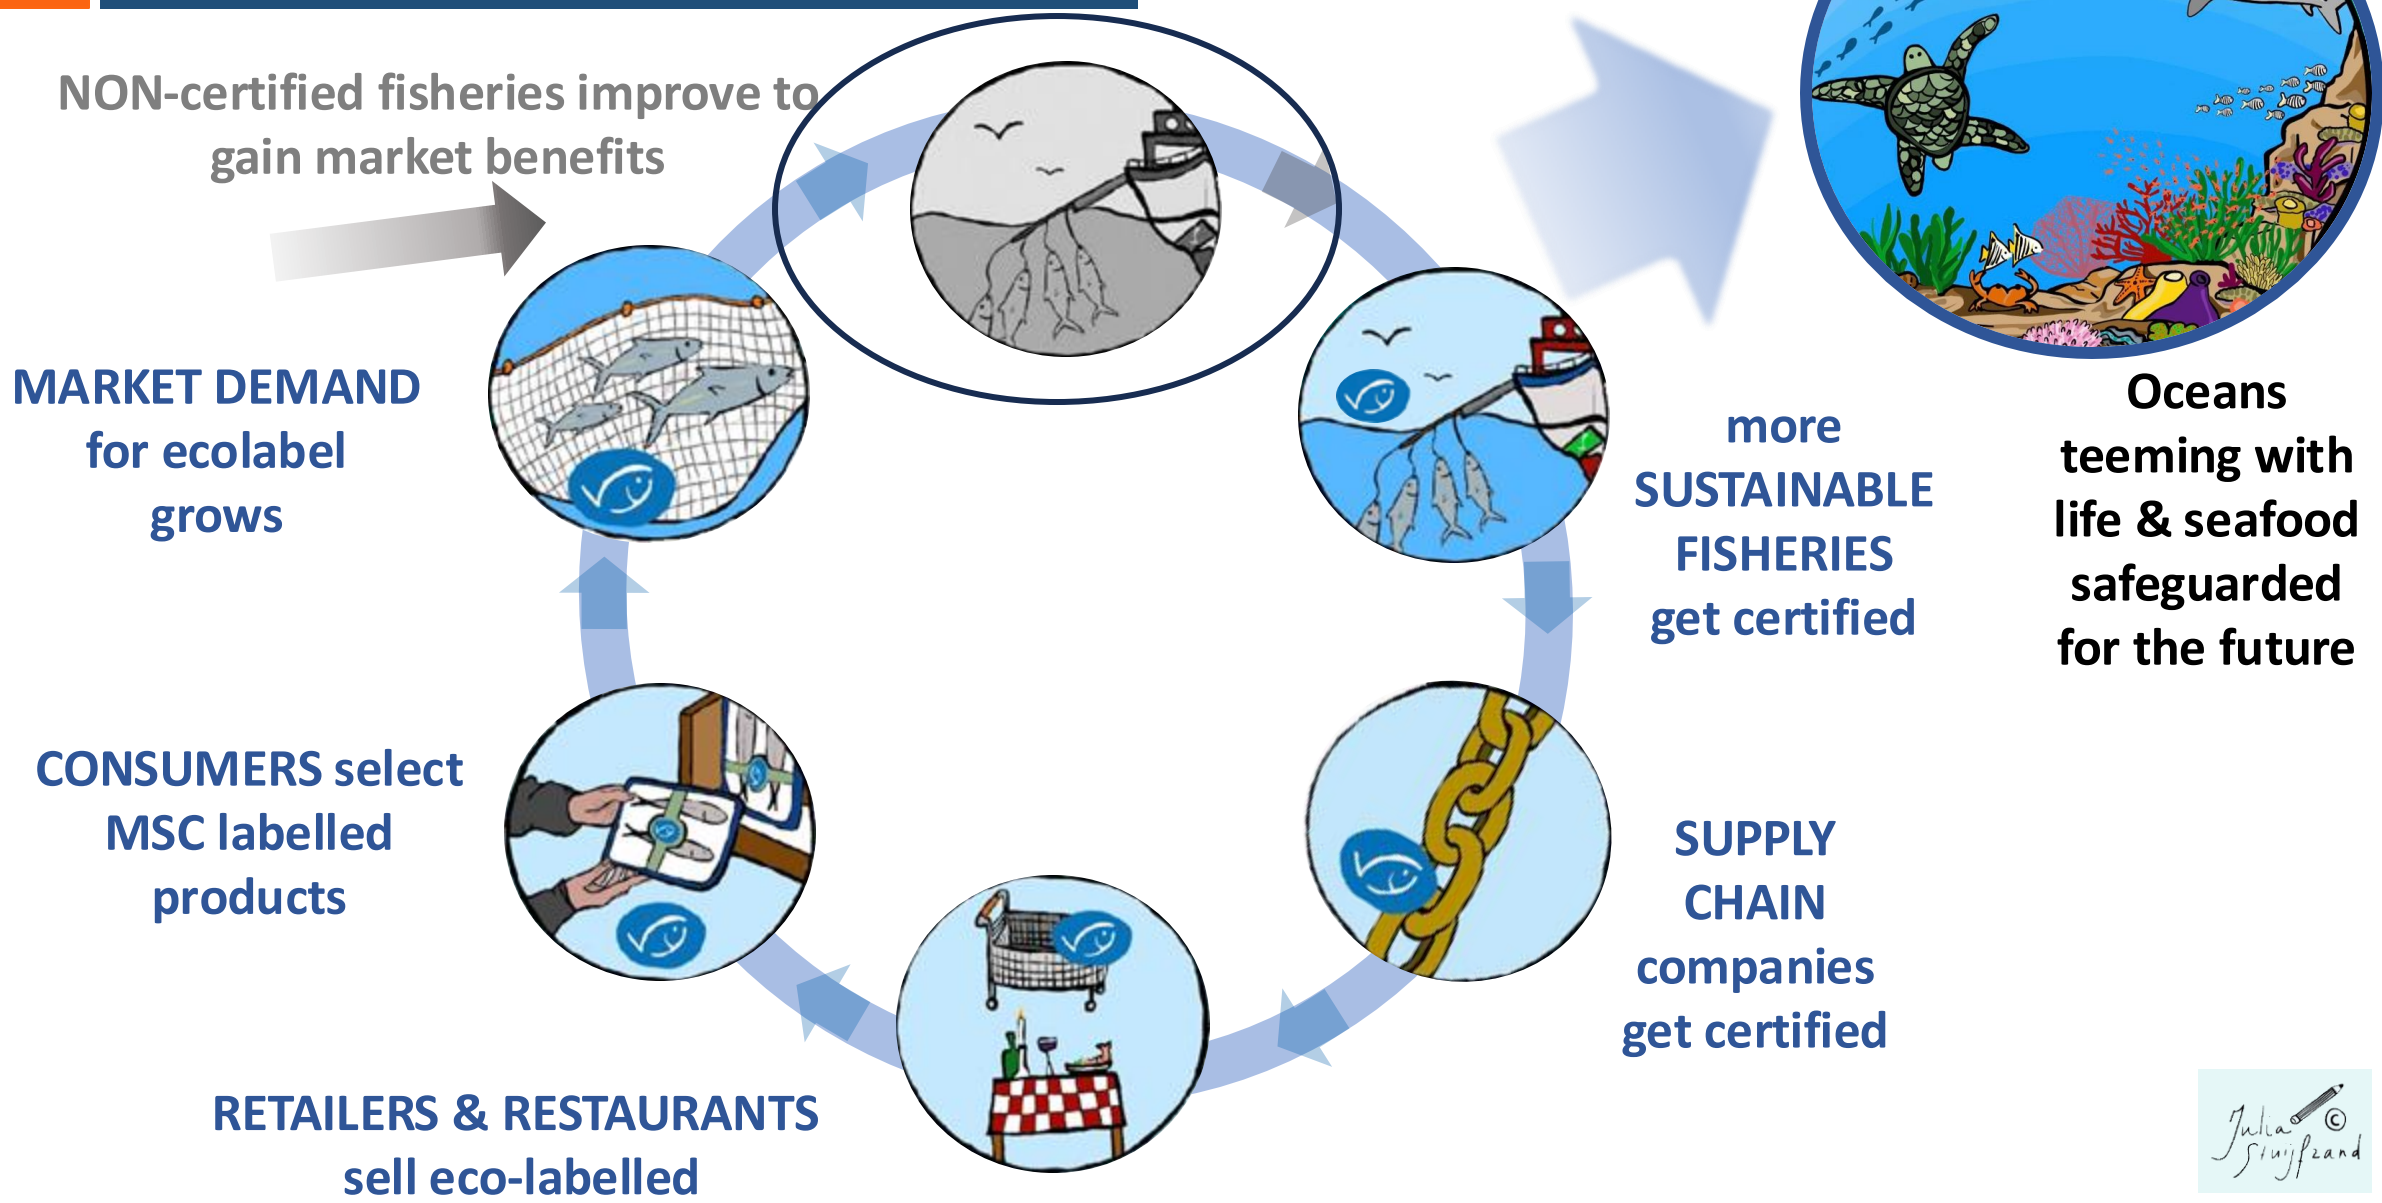 NON-certified fisheries improve to
gain market benefits
MARKET DEMAND
for ecolabel
grows
more
SUSTAINABLE
FISHERIES
get certified
Oceans
teeming with
life & seafood
safeguarded
for the future
CONSUMERS select
MSC labelled
products
SUPPLY
CHAIN
companies
get certified
RETAILERS & RESTAURANTS
sell eco-labelled
Julia ©
Stuijfzand